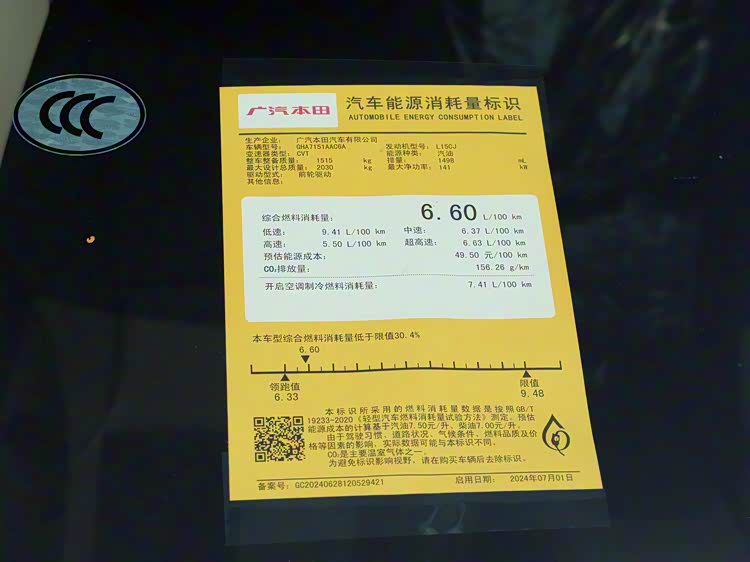 CCC
广汽本田
汽车能源消耗量标识
AUTOMOBILE ENERGY CONSUMPTION LABEL
生产企业: 广汽本田汽车有限公司
车辆型号: GHA7151AAC6A 发动机型号: L15CJ
变速器类型: CVT 能源种类: 汽油
整车整备质量: 1515 kg 排量: 1498 mL
最大设计总质量: 2030 kg 最大净功率: 141 kW
驱动型式: 前轮驱动
其他信息:
综合燃料消耗量: 6.60 L/100 km
低速: 9.41 L/100 km 中速: 6.37 L/100 km
高速: 5.50 L/100 km 超高速: 6.63 L/100 km
预估能源成本: 49.50 元/100 km
CO₂排放量: 156.26 g/km
开启空调制冷燃料消耗量: 7.41 L/100 km
本车型综合燃料消耗量低于限值30.4%
6.60
领跑值 限值
6.33 9.48
本标识所采用的燃料消耗量数据是按照GB/T
19233-2020《轻型汽车燃料消耗量试验方法》测定。预估
能源成本的计算基于汽油7.50元/升、柴油7.00元/升。
由于驾驶习惯、道路状况、气候条件、燃料品质及价
格等因素的影响,实际数据可能与本标识不同。
CO₂是主要温室气体之一。
为避免标识影响视野,请在购买车辆后去除标识。
备案号: GC20240628120529421 启用日期: 2024年07月01日